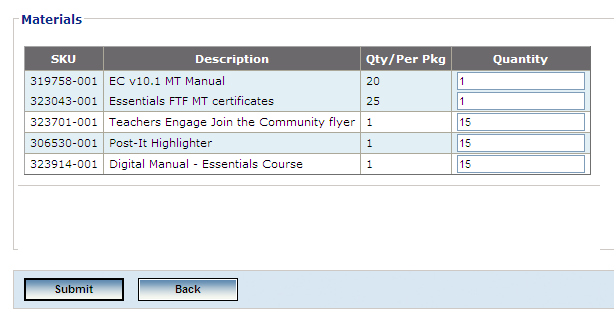 Materials
SKU Description Qty/Per Pkg Quantity
319758-001 EC v10.1 MT Manual 20 1
323043-001 Essentials FTF MT certificates 25 1
323701-001 Teachers Engage Join the Community flyer 1 15
306530-001 Post-It Highlighter 1 15
323914-001 Digital Manual - Essentials Course 1 15
Submit Back